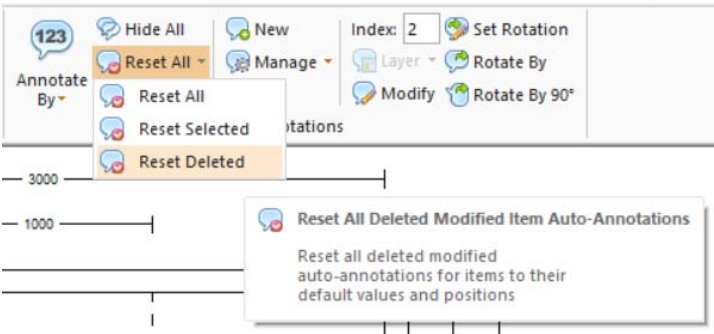 123
Annotate
By
Hide All
Reset All
New
Manage
Index: 2
Layer
Modify
Set Rotation
Rotate By
Rotate By 90°
Reset All
Reset Selected
Reset Deleted
tations
3000
1000
Reset All Deleted Modified Item Auto-Annotations
Reset all deleted modified
auto-annotations for items to their
default values and positions